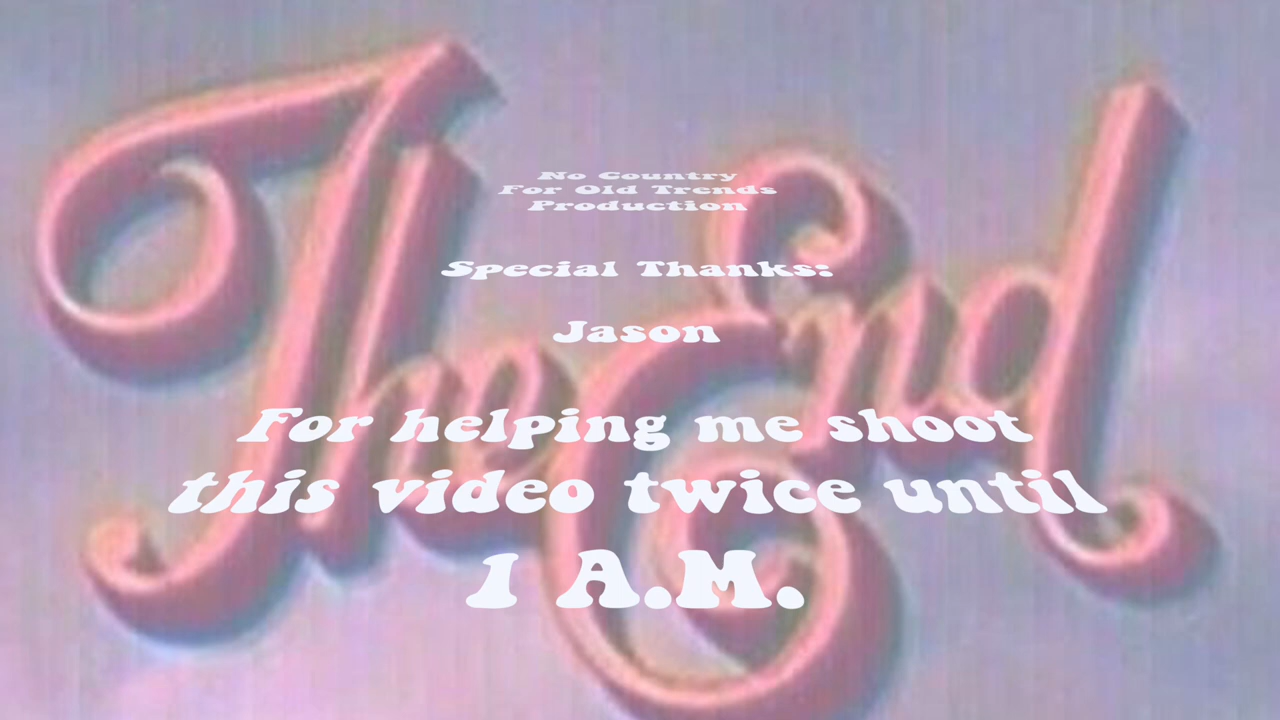 The End
No Country
For Old Trends
Production
Special Thanks:
Jason
For helping me shoot
this video twice until
1 A.M.